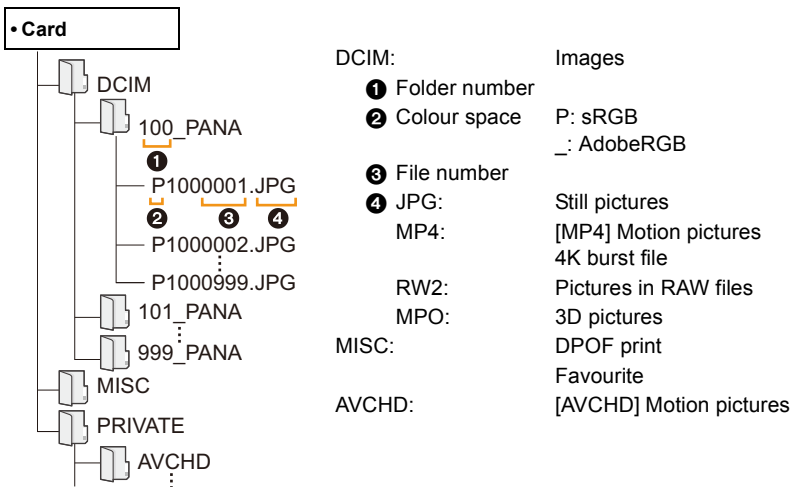 • Card
DCIM
100_PANA
❶
P1000001.JPG
❷ ❸ ❹
P1000002.JPG
P1000999.JPG
101_PANA
999_PANA
MISC
PRIVATE
AVCHD
DCIM: Images
❶ Folder number
❷ Colour space P: sRGB
_: AdobeRGB
❸ File number
❹ JPG: Still pictures
MP4: [MP4] Motion pictures
4K burst file
RW2: Pictures in RAW files
MPO: 3D pictures
MISC: DPOF print
Favourite
AVCHD: [AVCHD] Motion pictures